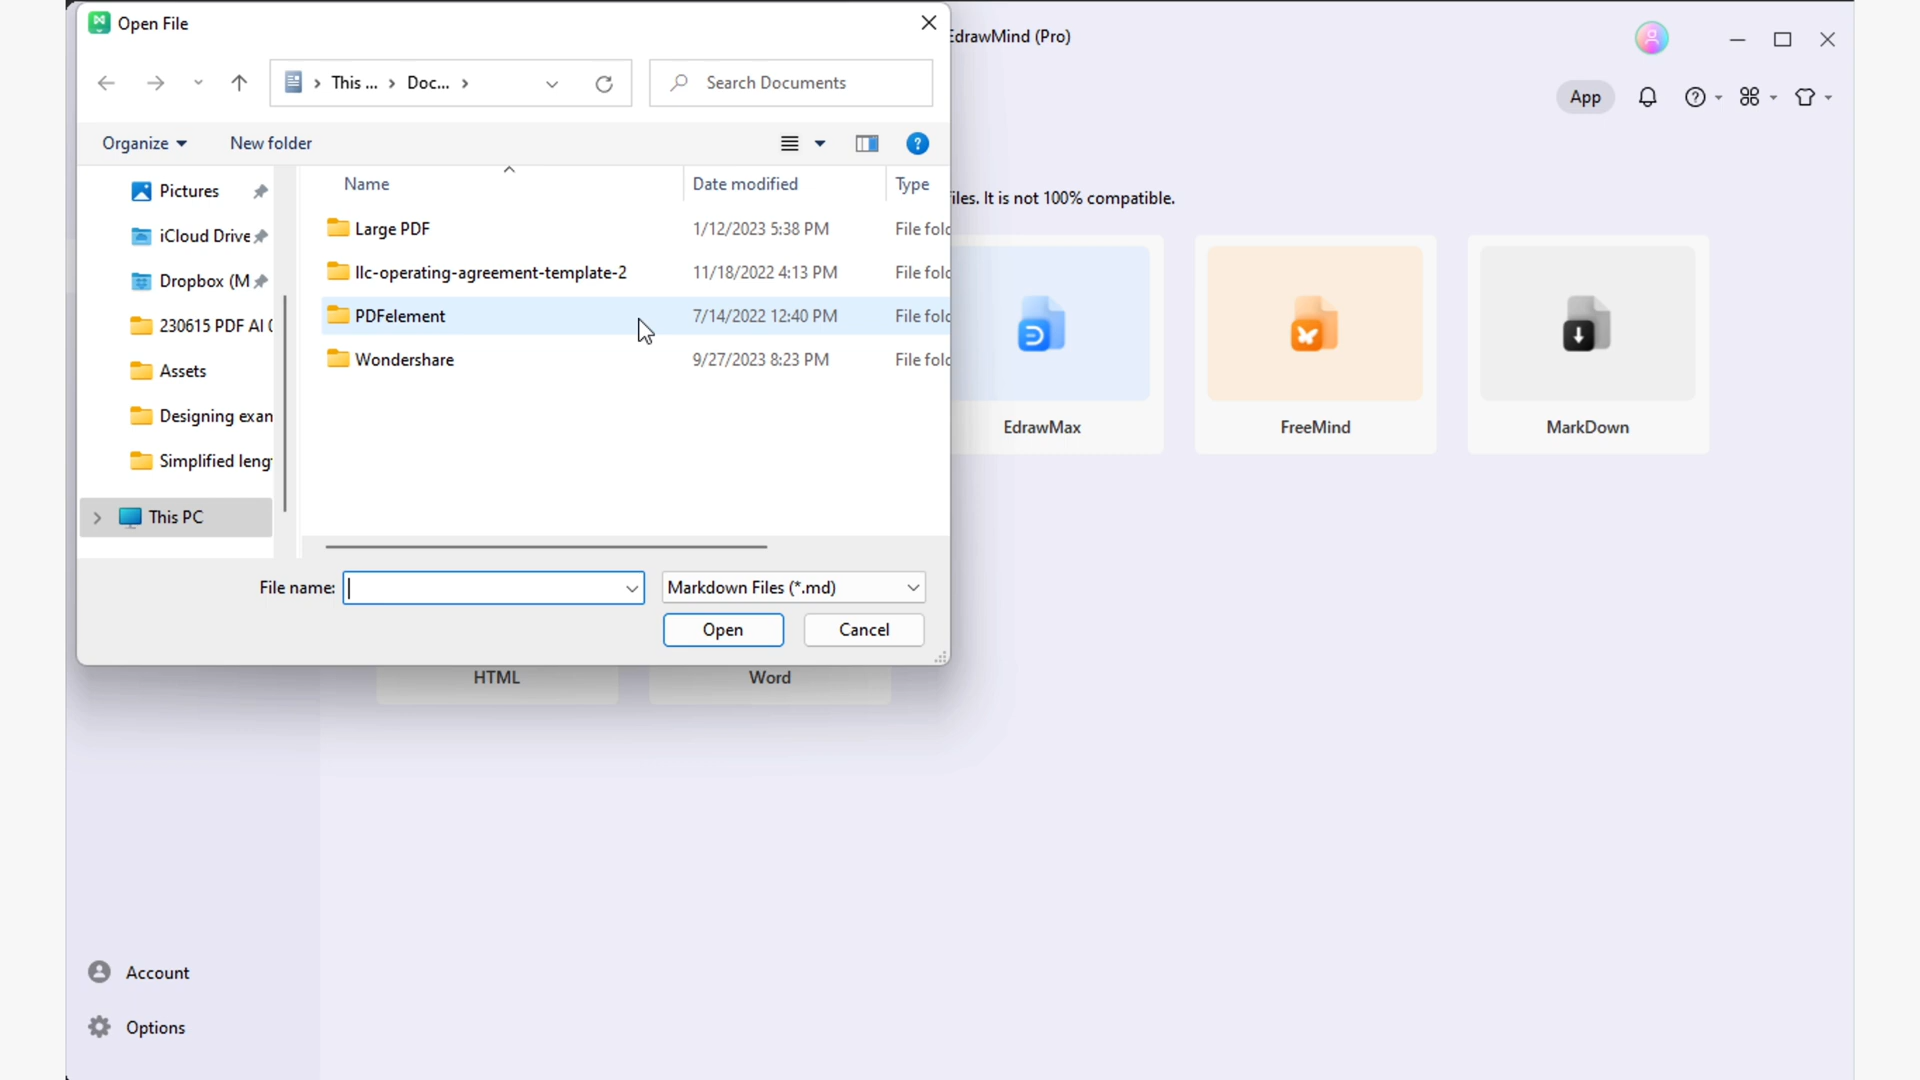 Open File
EdrawMind (Pro)
This ... Doc...
Search Documents
App
Organize
New folder
Name
Date modified
Type
iles. It is not 100% compatible.
Pictures
iCloud Drive
Dropbox (M
230615 PDF AI (
Assets
Designing exan
Simplified leng
This PC
Large PDF 1/12/2023 5:38 PM File fold
llc-operating-agreement-template-2 11/18/2022 4:13 PM File fold
PDFelement 7/14/2022 12:40 PM File fold
Wondershare 9/27/2023 8:23 PM File fold
EdrawMax
FreeMind
MarkDown
File name:
Markdown Files (*.md)
Open
Cancel
HTML
Word
Account
Options